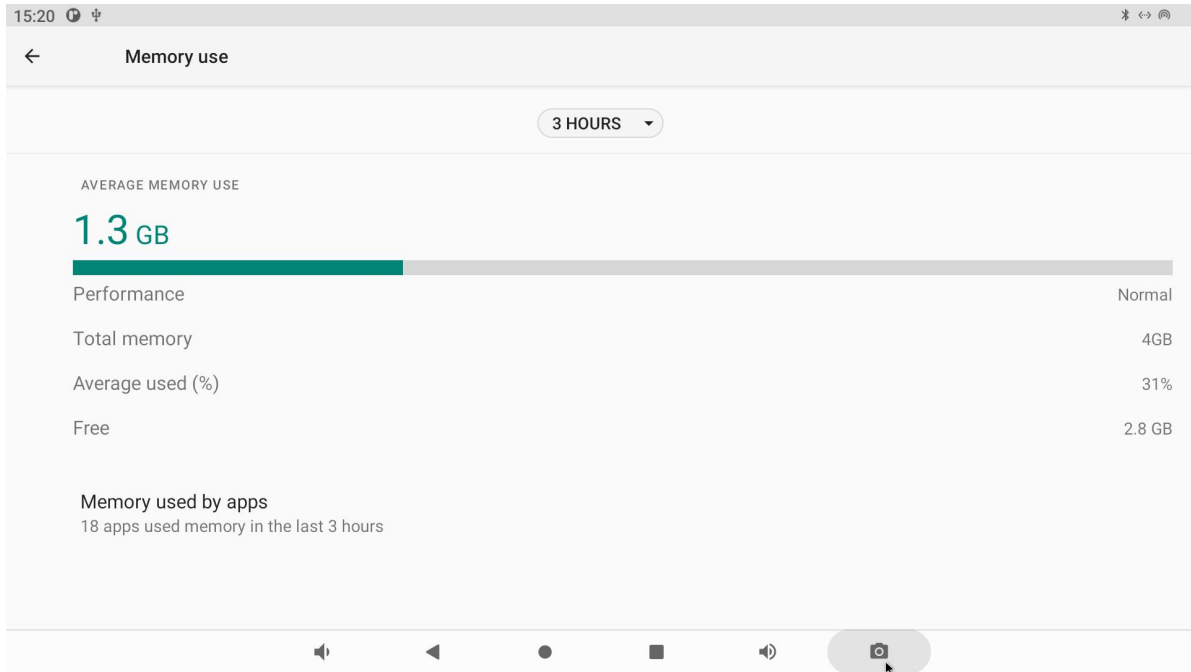 15:20
Memory use
3 HOURS
AVERAGE MEMORY USE
1.3 GB
Performance Normal
Total memory 4GB
Average used (%) 31%
Free 2.8 GB
Memory used by apps
18 apps used memory in the last 3 hours